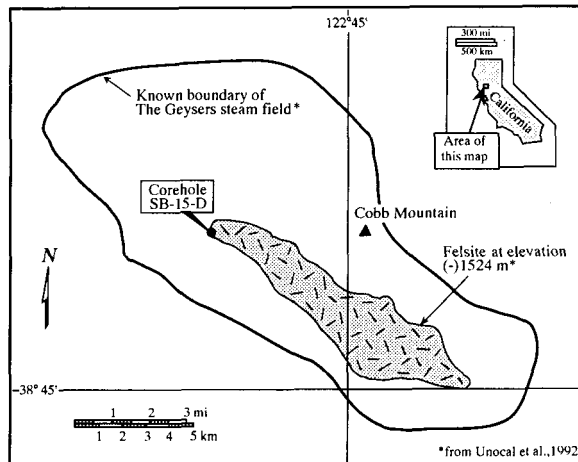 122°45'
300 mi
500 km
California
Area of
this map
Known boundary of
The Geysers steam field*
Corehole
SB-15-D
Cobb Mountain
N
Felsite at elevation
(-)1524 m*
38° 45'
1 2 3 mi
1 2 3 4 5 km
*from Unocal et al.,1992